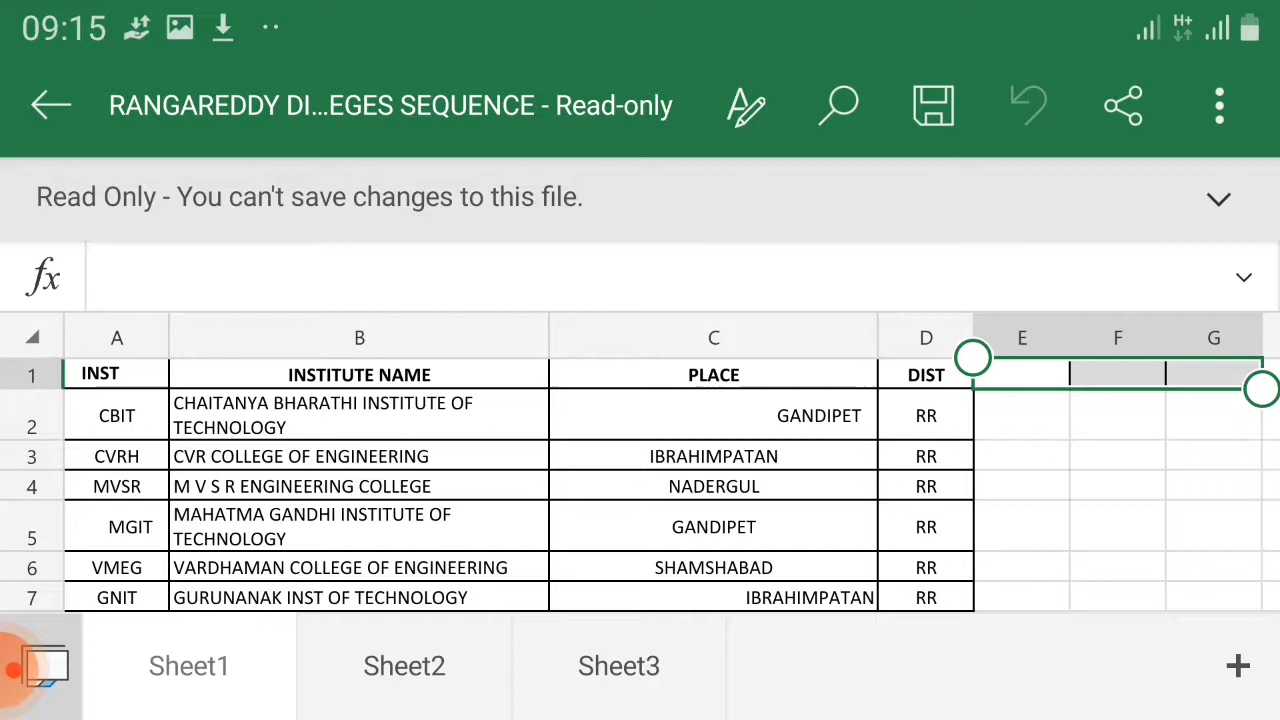 09:15
H+
RANGAREDDY DI...EGES SEQUENCE - Read-only
Read Only - You can't save changes to this file.
fx
A B C D E F G
1 INST INSTITUTE NAME PLACE DIST
2 CBIT CHAITANYA BHARATHI INSTITUTE OF TECHNOLOGY GANDIPET RR
3 CVRH CVR COLLEGE OF ENGINEERING IBRAHIMPATAN RR
4 MVSR M V S R ENGINEERING COLLEGE NADERGUL RR
5 MGIT MAHATMA GANDHI INSTITUTE OF TECHNOLOGY GANDIPET RR
6 VMEG VARDHAMAN COLLEGE OF ENGINEERING SHAMSHABAD RR
7 GNIT GURUNANAK INST OF TECHNOLOGY IBRAHIMPATAN RR
Sheet1 Sheet2 Sheet3 +